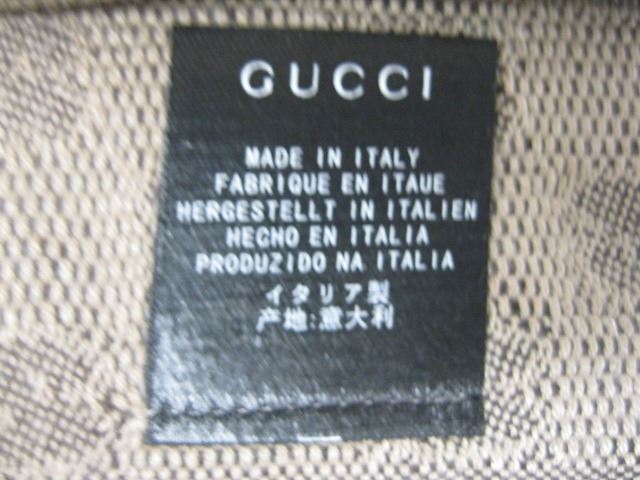 GUCCI
MADE IN ITALY
FABRIQUE EN ITAUE
HERGESTELLT IN ITALIEN
HECHO EN ITALIA
PRODUZIDO NA ITALIA
イタリア製
产地:意大利